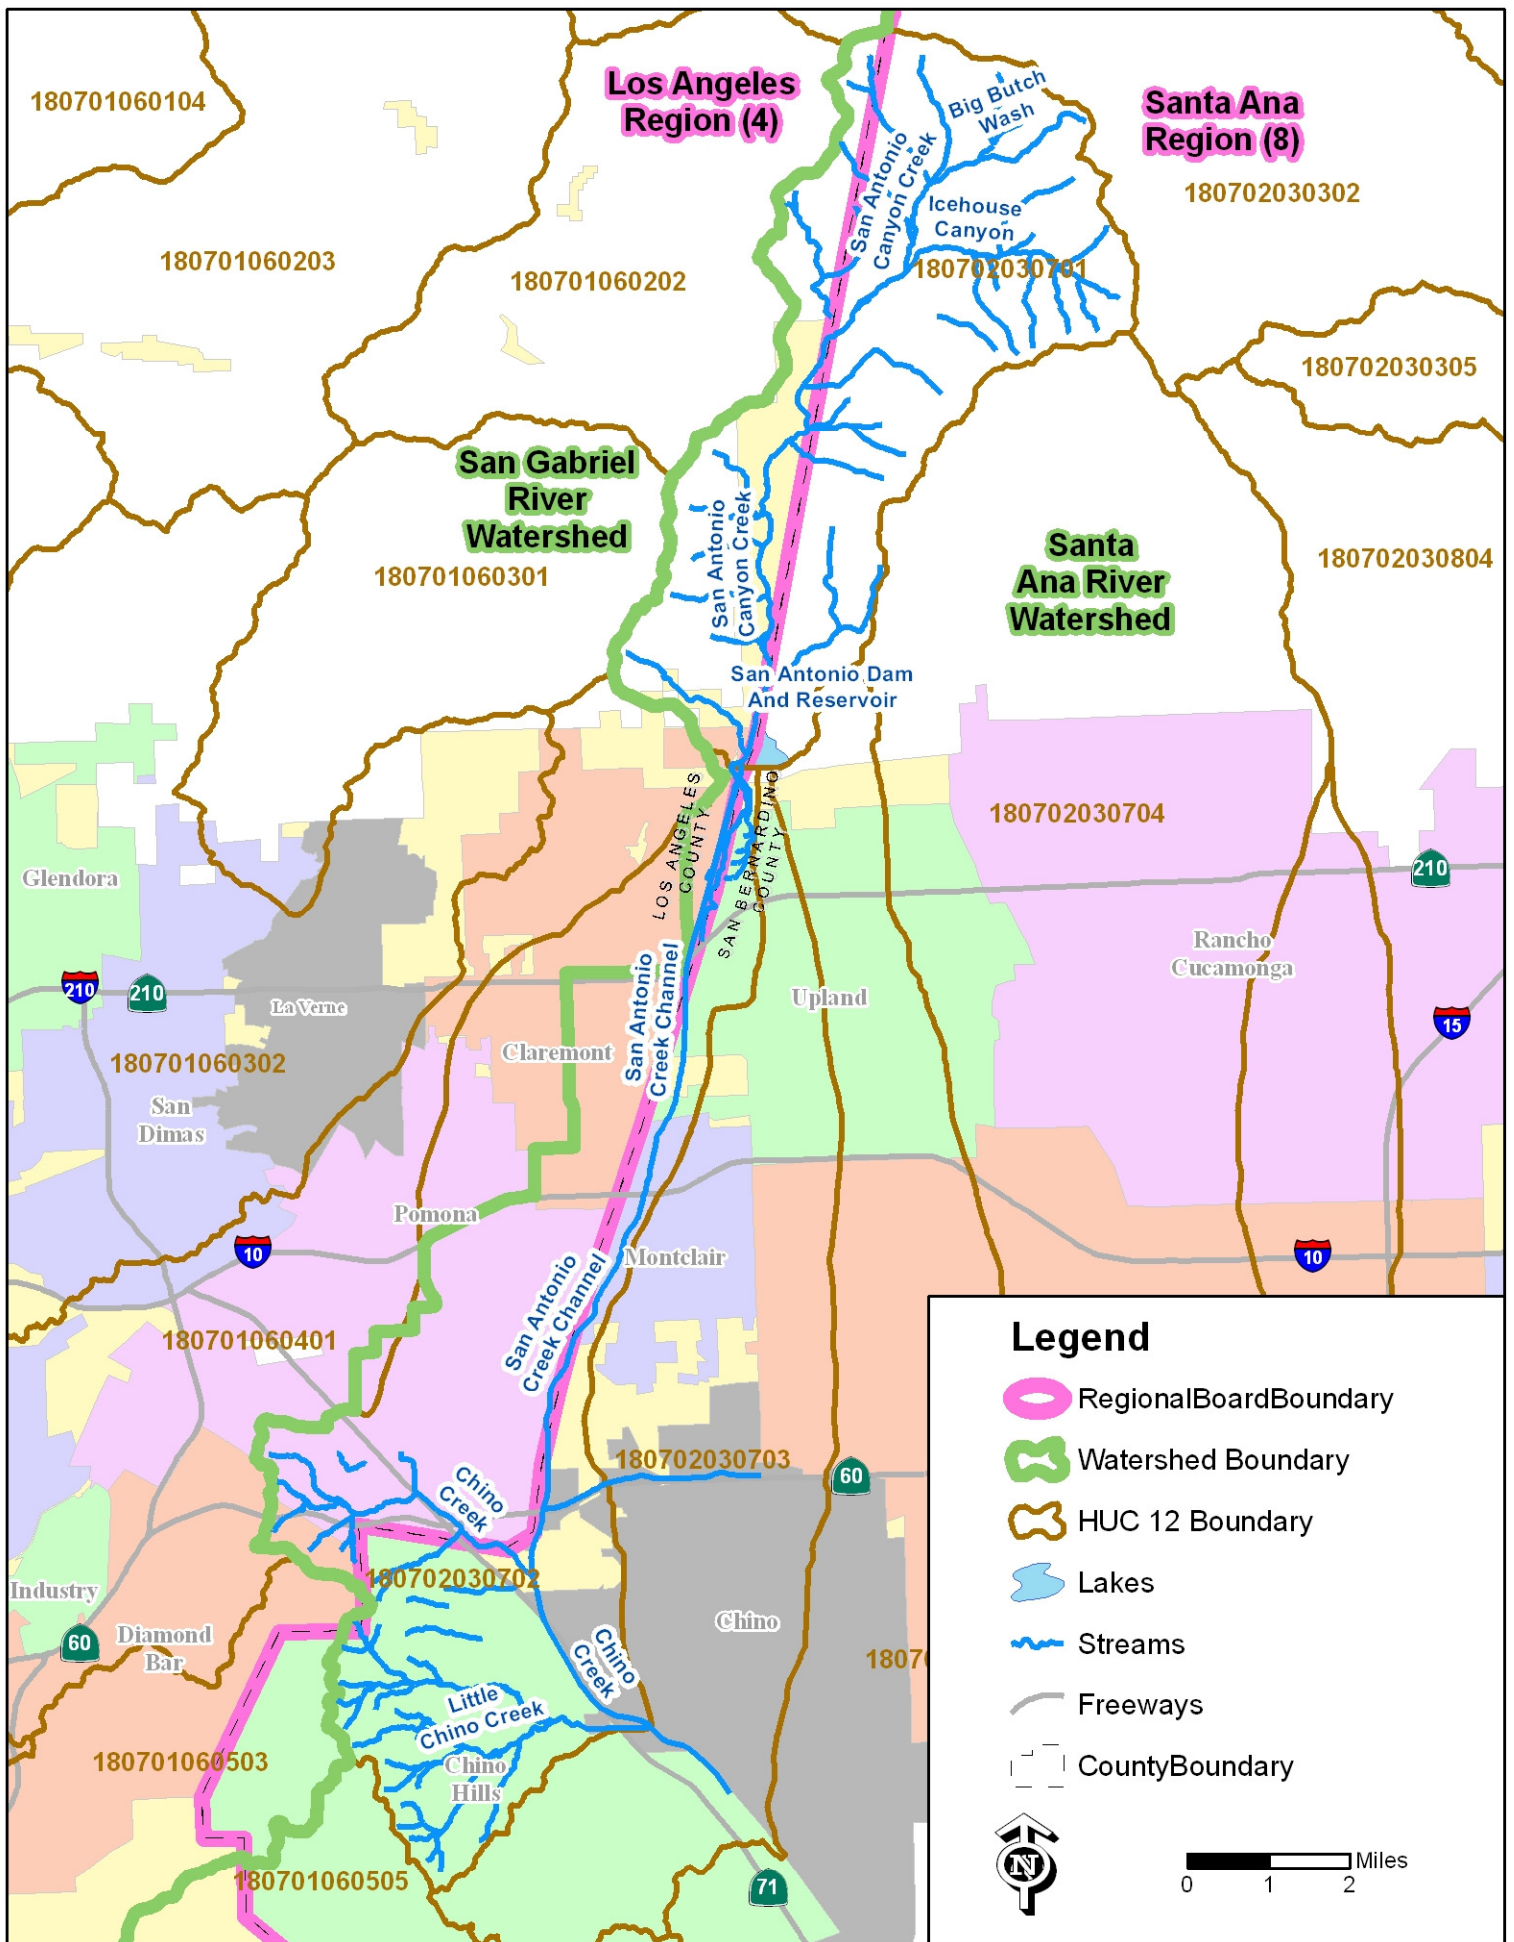 180701060104
Los Angeles
Region (4)
Big Butch
Wash
Santa Ana
Region (8)
San Antonio
Canyon Creek
180702030302
Icehouse
Canyon
180701060203
180701060202
180702030701
180702030305
San Gabriel
River
Watershed
180701060301
San Antonio
Canyon Creek
Santa
Ana River
Watershed
180702030804
San Antonio Dam
And Reservoir
LOS ANGELES
COUNTY
SAN BERNARDINO
COUNTY
180702030704
Glendora
210
Rancho
Cucamonga
210
210
La Verne
San Antonio
Creek Channel
Upland
15
180701060302
Claremont
San
Dimas
Pomona
10
San Antonio
Creek Channel
Montclair
10
180701060401
180702030703
60
Chino
Creek
Industry
180702030702
60
Diamond
Bar
Chino
Chino
Creek
1807
Little
Chino Creek
180701060503
Chino
Hills
180701060505
71
Legend
RegionalBoardBoundary
Watershed Boundary
HUC 12 Boundary
Lakes
Streams
Freeways
CountyBoundary
N
Miles
0 1 2